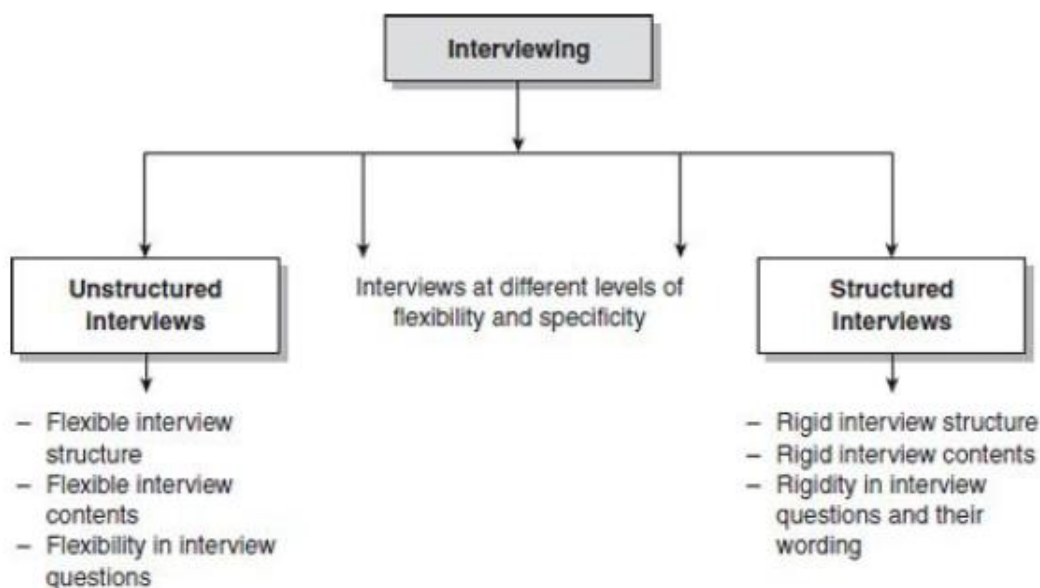 Interviewing
Unstructured
Interviews
Interviews at different levels of
flexibility and specificity
Structured
Interviews
– Flexible interview
structure
– Flexible interview
contents
– Flexibility in interview
questions
– Rigid interview structure
– Rigid interview contents
– Rigidity in interview
questions and their
wording